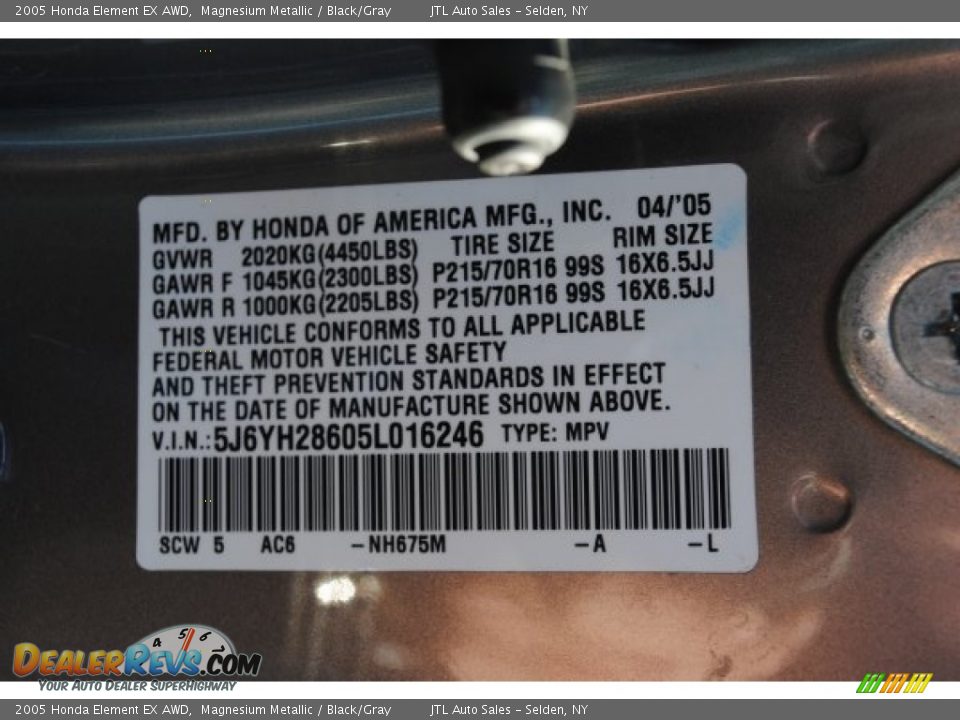 2005 Honda Element EX AWD, Magnesium Metallic / Black/Gray JTL Auto Sales - Selden, NY
MFD. BY HONDA OF AMERICA MFG., INC. 04/'05
GVWR 2020KG(4450LBS) TIRE SIZE RIM SIZE
GAWR F 1045KG(2300LBS) P215/70R16 99S 16X6.5JJ
GAWR R 1000KG(2205LBS) P215/70R16 99S 16X6.5JJ
THIS VEHICLE CONFORMS TO ALL APPLICABLE
FEDERAL MOTOR VEHICLE SAFETY
AND THEFT PREVENTION STANDARDS IN EFFECT
ON THE DATE OF MANUFACTURE SHOWN ABOVE.
V.I.N.:5J6YH28605L016246 TYPE: MPV
SCW 5 AC6 -NH675M -A -L
4 5 6
DEALERREVS.COM
YOUR AUTO DEALER SUPERHIGHWAY
2005 Honda Element EX AWD, Magnesium Metallic / Black/Gray JTL Auto Sales - Selden, NY